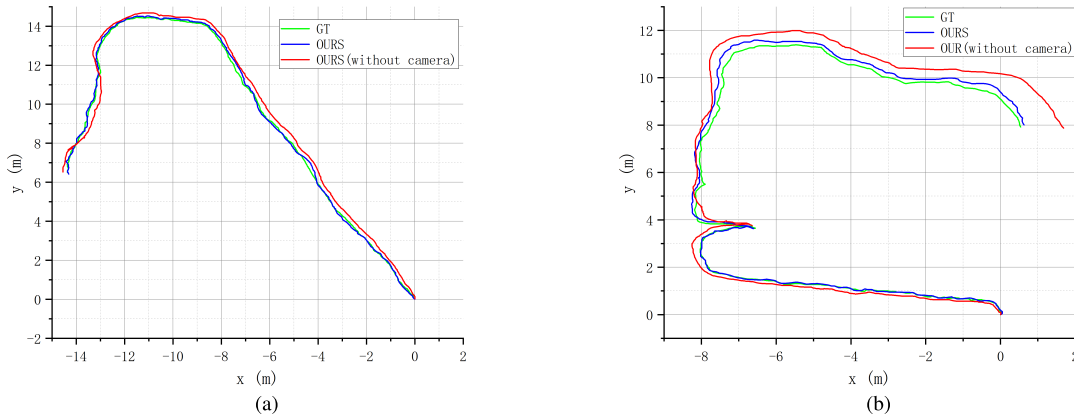 GT
OURS
OURS(without camera)
14
12
10
8
6
4
2
0
-2
y (m)
-14 -12 -10 -8 -6 -4 -2 0 2
x (m)
(a)
GT
OURS
OUR(without camera)
12
10
8
6
4
2
0
y (m)
-8 -6 -4 -2 0 2
x (m)
(b)